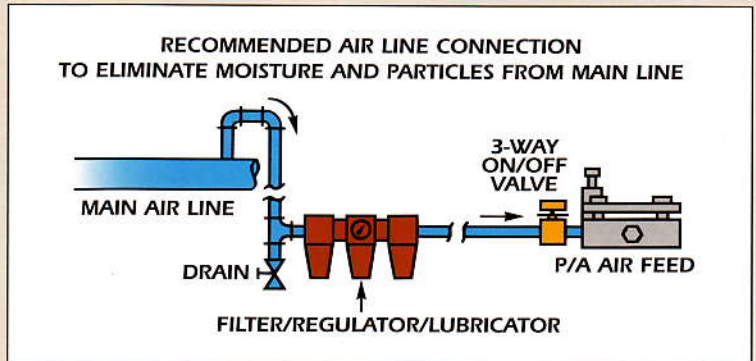 RECOMMENDED AIR LINE CONNECTION
TO ELIMINATE MOISTURE AND PARTICLES FROM MAIN LINE
3-WAY
ON/OFF
VALVE
MAIN AIR LINE
DRAIN
P/A AIR FEED
FILTER/REGULATOR/LUBRICATOR